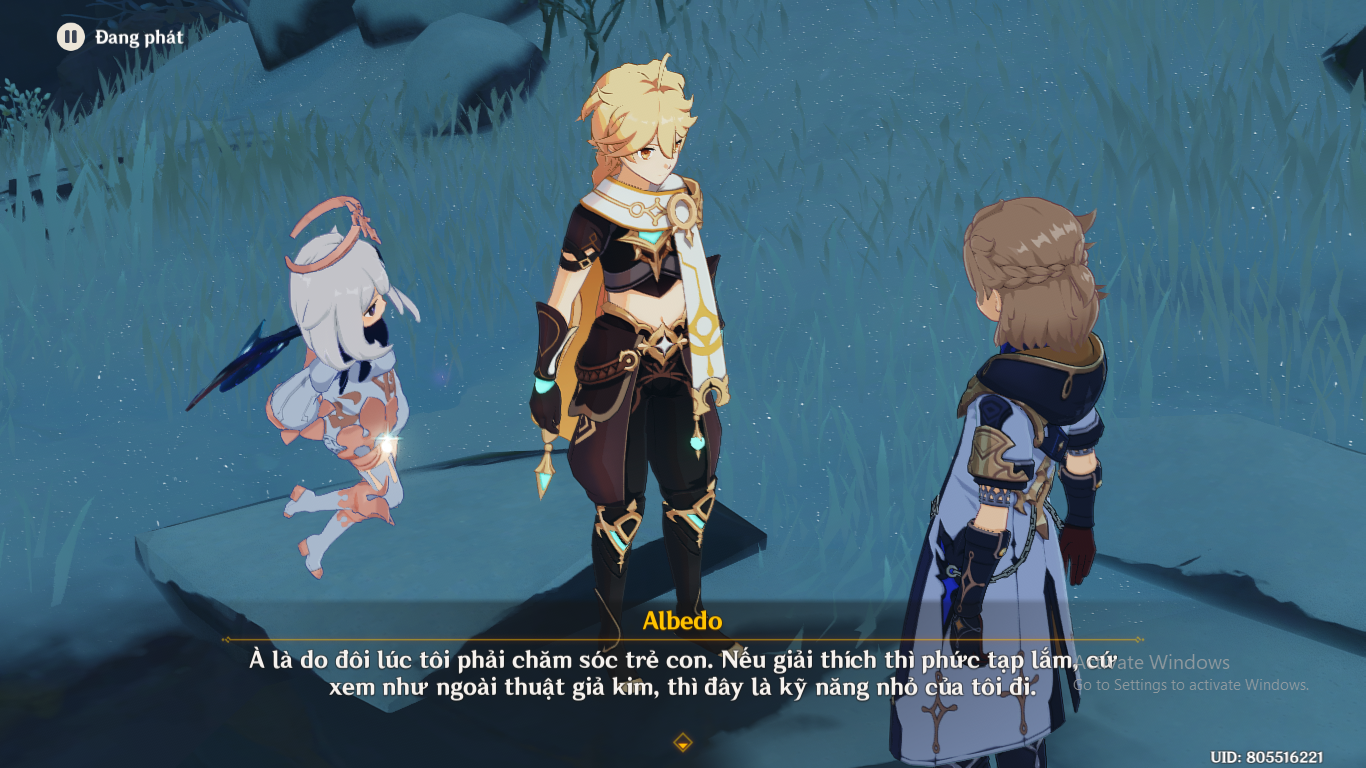 Đang phát
Albedo
À là do đôi lúc tôi phải chăm sóc trẻ con. Nếu giải thích thì phức tạp lắm, cứ
xem như ngoài thuật giả kim, thì đây là kỹ năng nhỏ của tôi đi.
Activate Windows
Go to Settings to activate Windows.
UID: 805516221